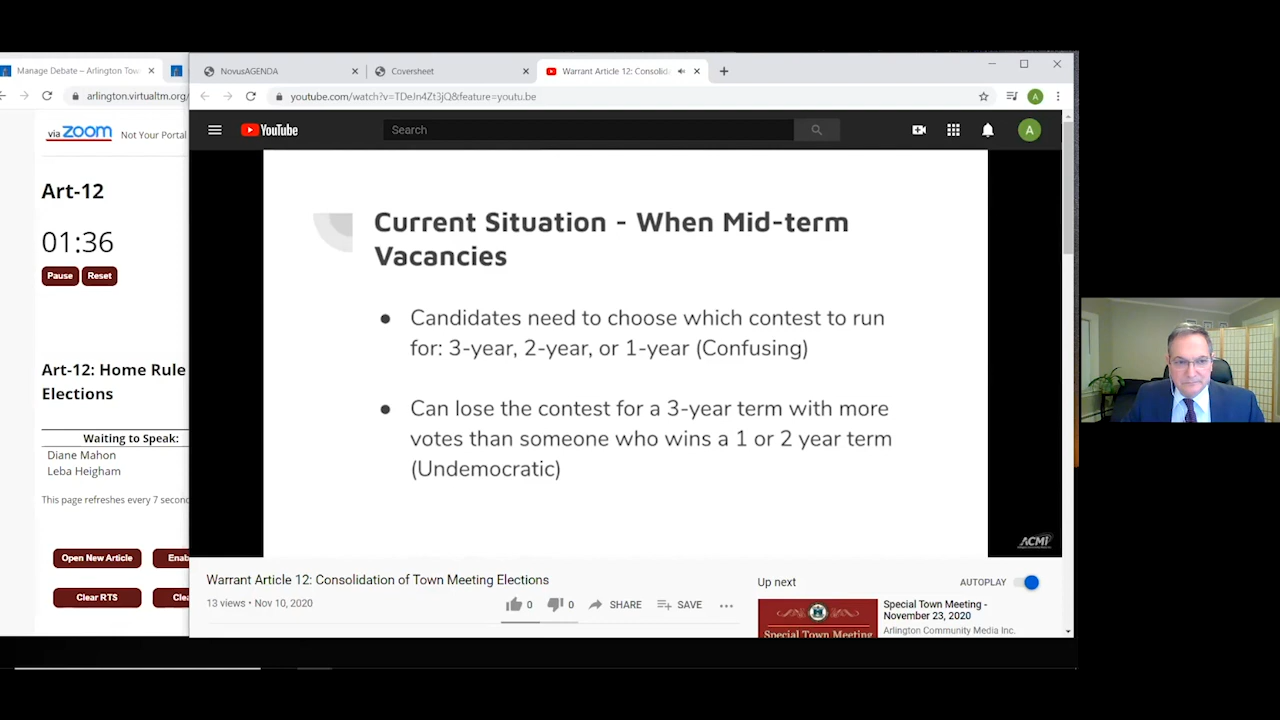 Manage Debate – Arlington Tow
NovusAGENDA
Coversheet
Warrant Article 12: Consolid
arlington.virtualtm.org/
youtube.com/watch?v=TDeJn4Zt3jQ&feature=youtu.be
A
via zoom Not Your Portal
YouTube
Search
A
Art-12
01:36
Pause Reset
Art-12: Home Rule
Elections
Waiting to Speak:
Diane Mahon
Leba Heigham
This page refreshes every 7 second
Open New Article Enab
Clear RTS Cle
Current Situation - When Mid-term
Vacancies
● Candidates need to choose which contest to run
for: 3-year, 2-year, or 1-year (Confusing)
● Can lose the contest for a 3-year term with more
votes than someone who wins a 1 or 2 year term
(Undemocratic)
ACMi
Warrant Article 12: Consolidation of Town Meeting Elections
13 views • Nov 10, 2020
0 0 SHARE SAVE ...
Up next
AUTOPLAY
Special Town Meeting
Special Town Meeting -
November 23, 2020
Arlington Community Media Inc.